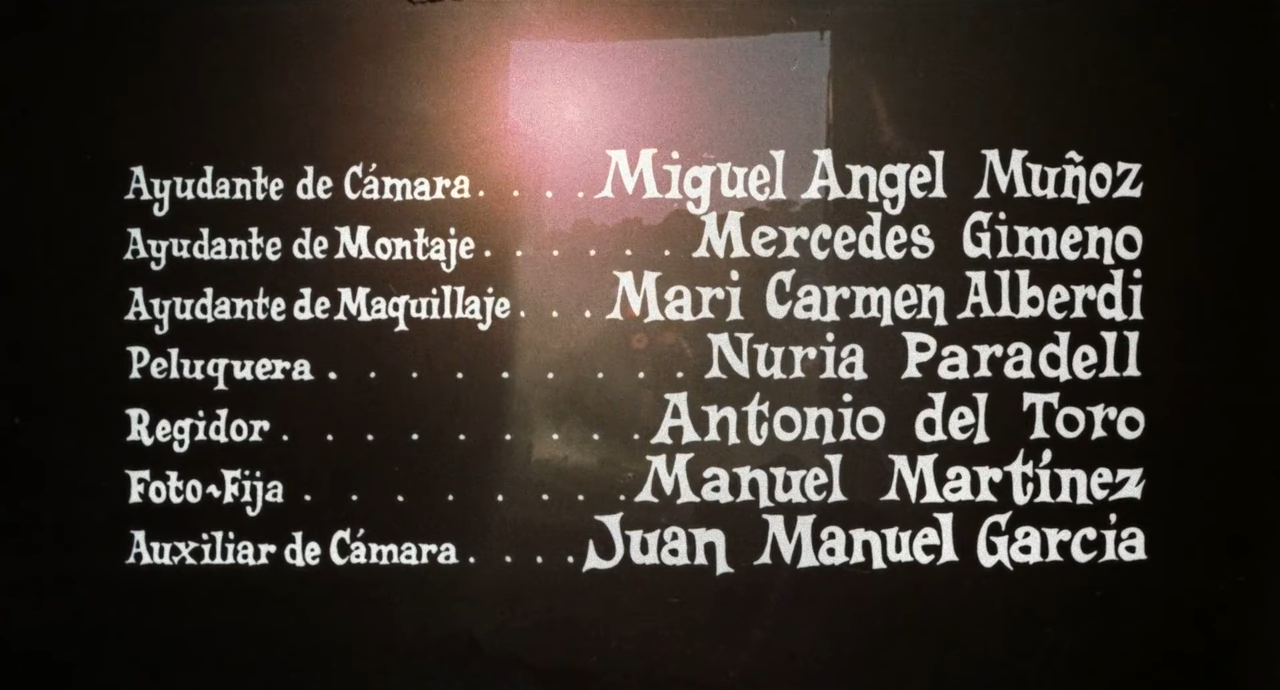 Ayudante de Cámara. . . . Miguel Angel Muñoz
Ayudante de Montaje. . . . . . Mercedes Gimeno
Ayudante de Maquillaje. . . . Mari Carmen Alberdi
Peluquera . . . . . . . . . Nuria Paradell
Regidor . . . . . . . . . Antonio del Toro
Foto~Fija . . . . . . . . Manuel Martínez
Auxiliar de Cámara. . . . Juan Manuel García